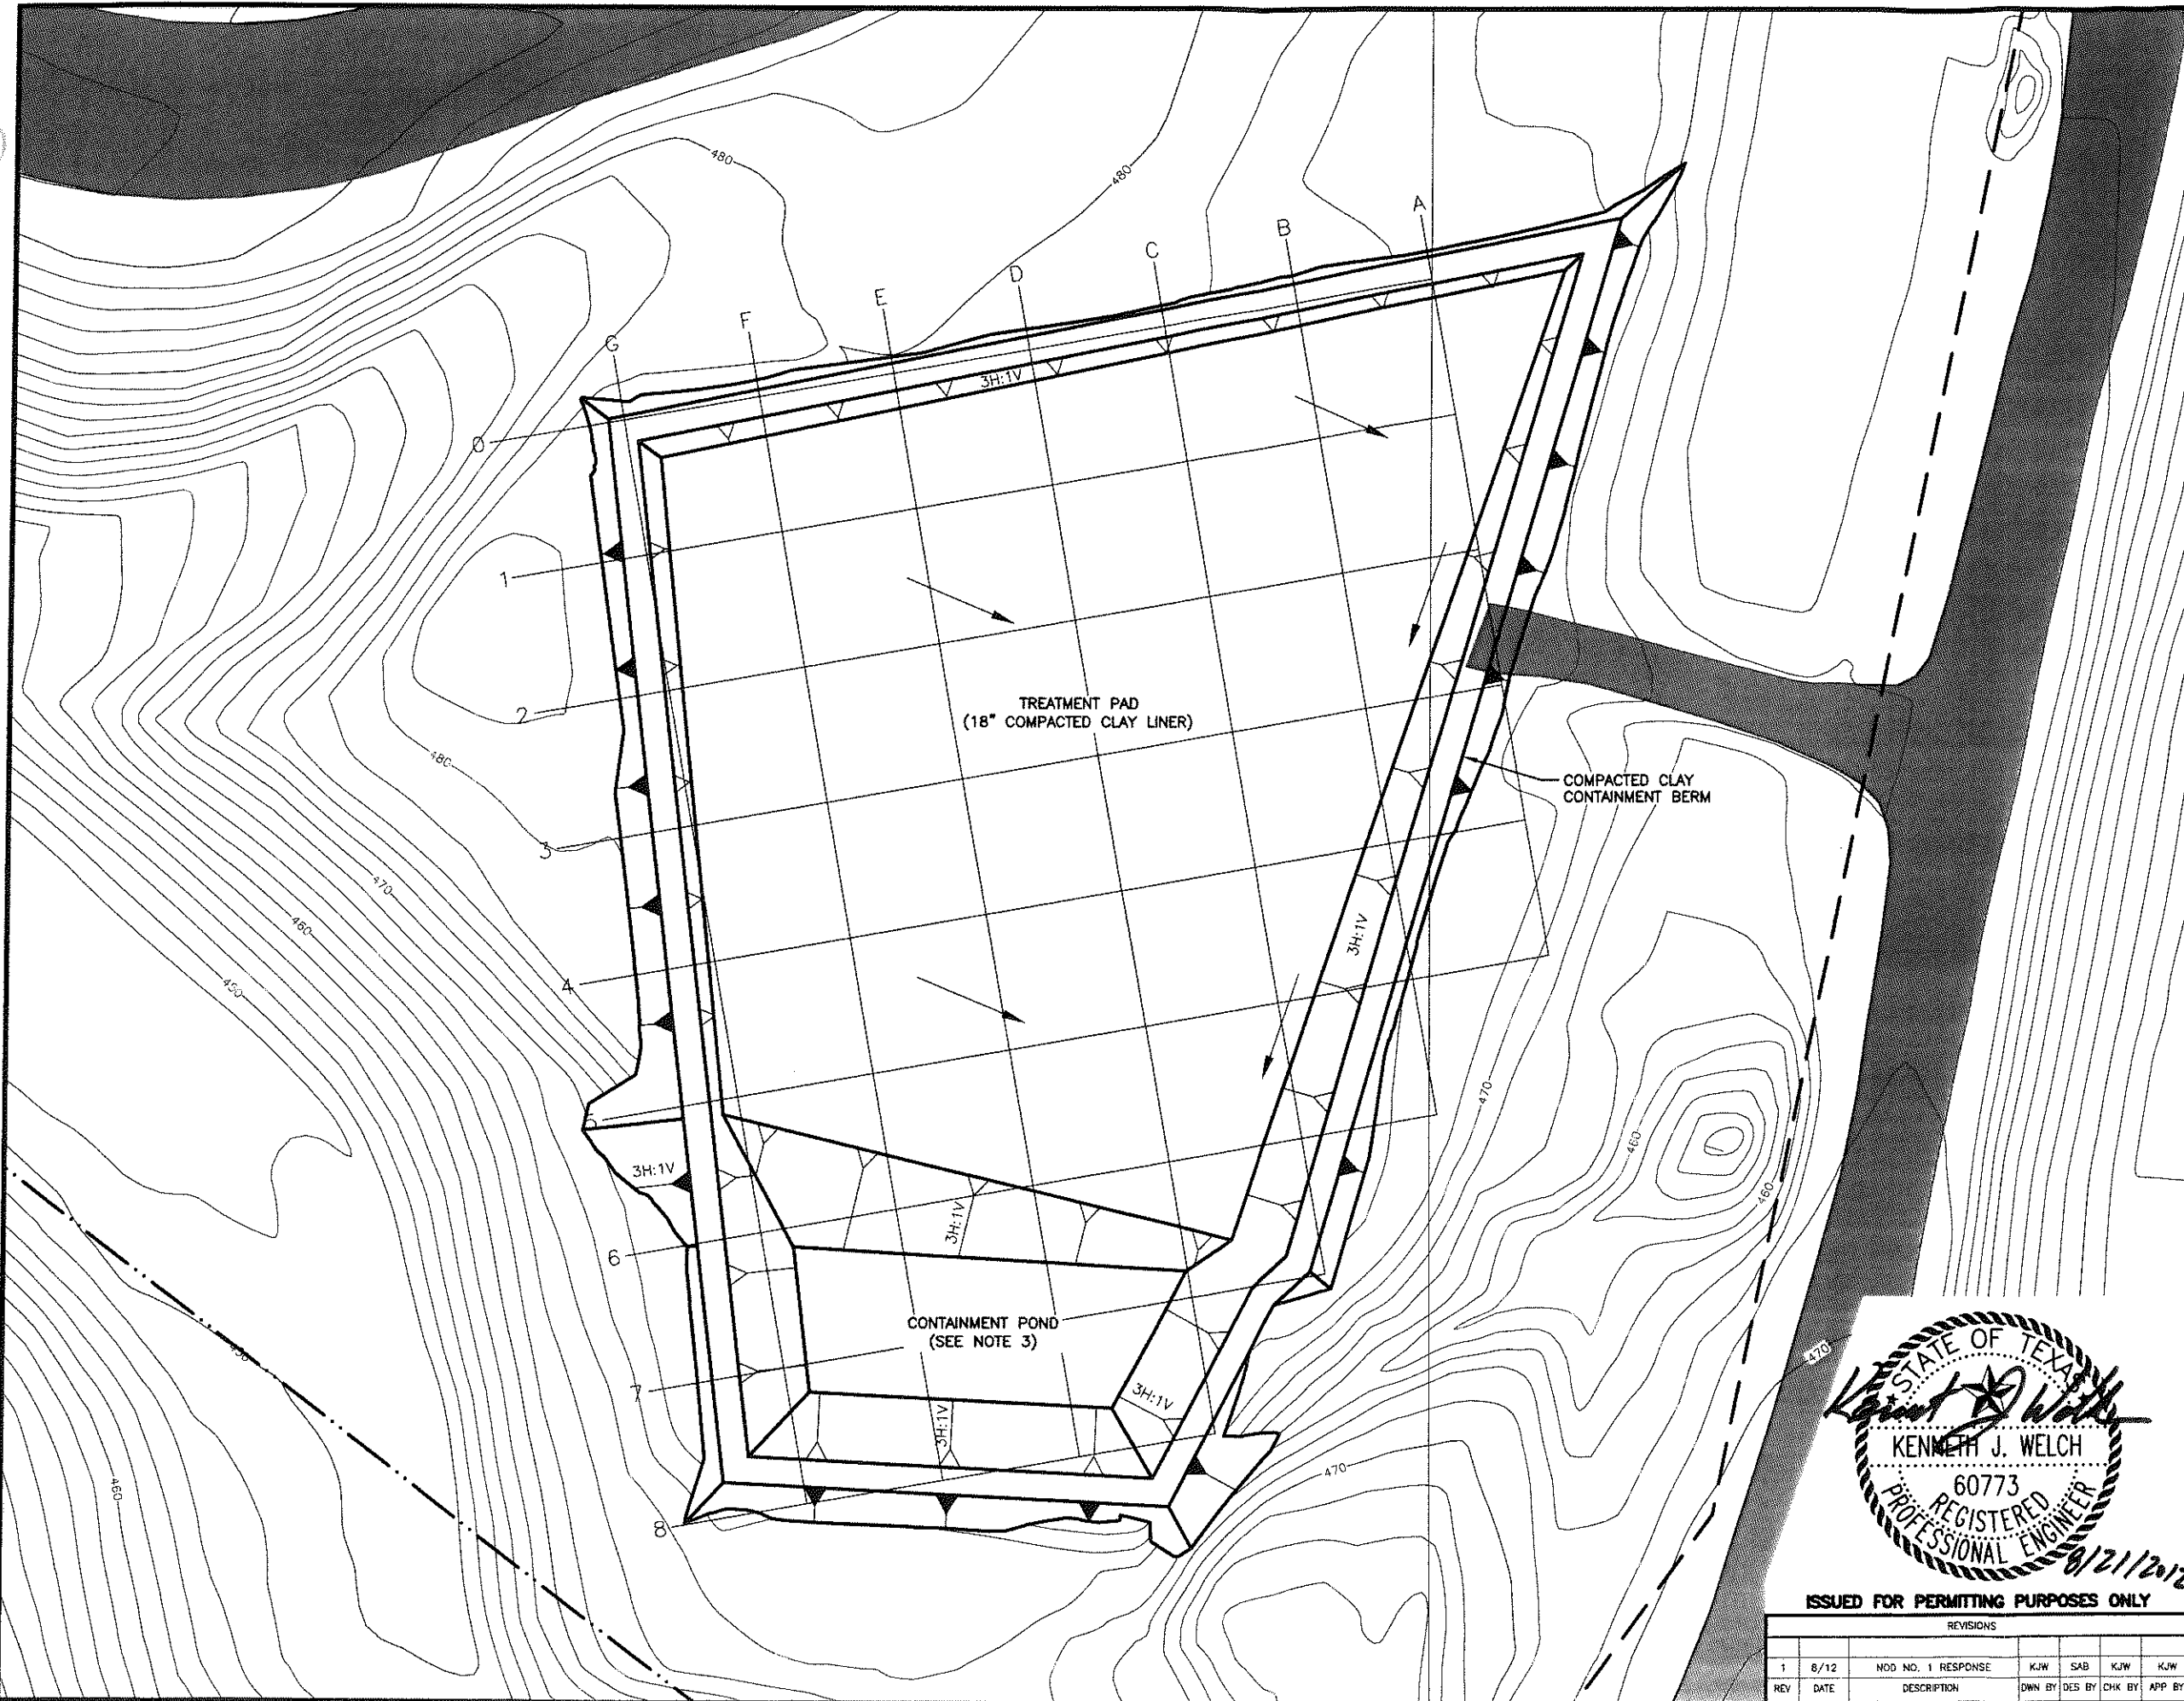 480
480
A
B
C
D
E
F
G
3H:1V
0
1
2
3
4
5
6
7
8
TREATMENT PAD
(18" COMPACTED CLAY LINER)
480
COMPACTED CLAY
CONTAINMENT BERM
470
460
450
3H:1V
470
460
460
3H:1V
3H:1V
CONTAINMENT POND
(SEE NOTE 3)
3H:1V
3H:1V
470
470
460
STATE OF TEXAS
KENNETH J. WELCH
60773
REGISTERED
PROFESSIONAL ENGINEER
8/21/2012
ISSUED FOR PERMITTING PURPOSES ONLY
REVISIONS
1 8/12 NOD NO. 1 RESPONSE KJW SAB KJW KJW
REV DATE DESCRIPTION DWN BY DES BY CHK BY APP BY